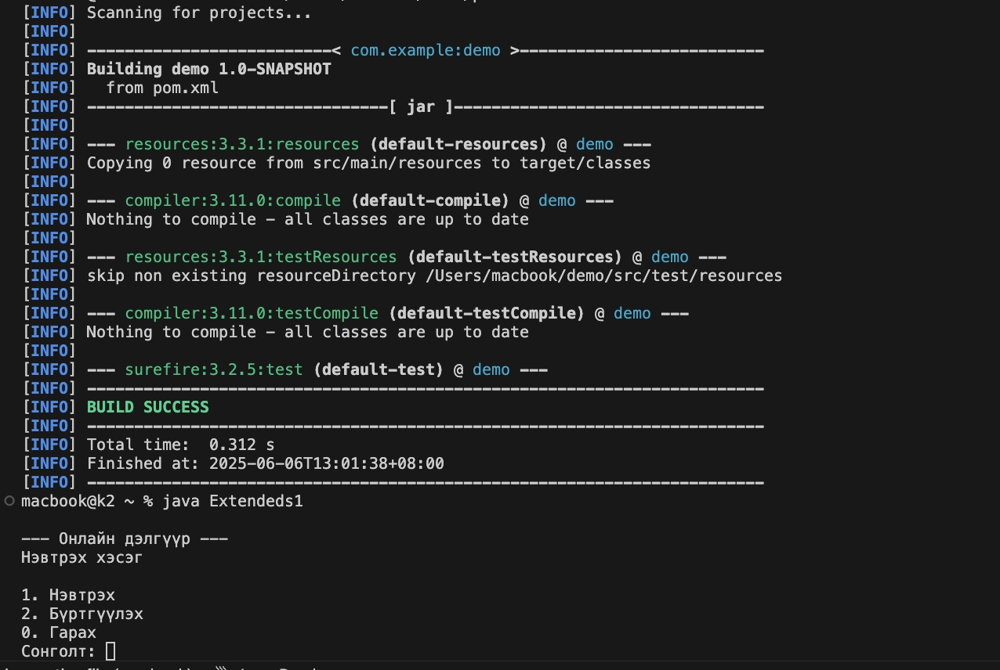 [INFO] Scanning for projects...
[INFO]
[INFO] --------------------------< com.example:demo >--------------------------
[INFO] Building demo 1.0-SNAPSHOT
[INFO]   from pom.xml
[INFO] --------------------------------[ jar ]---------------------------------
[INFO]
[INFO] --- resources:3.3.1:resources (default-resources) @ demo ---
[INFO] Copying 0 resource from src/main/resources to target/classes
[INFO]
[INFO] --- compiler:3.11.0:compile (default-compile) @ demo ---
[INFO] Nothing to compile - all classes are up to date
[INFO]
[INFO] --- resources:3.3.1:testResources (default-testResources) @ demo ---
[INFO] skip non existing resourceDirectory /Users/macbook/demo/src/test/resources
[INFO]
[INFO] --- compiler:3.11.0:testCompile (default-testCompile) @ demo ---
[INFO] Nothing to compile - all classes are up to date
[INFO]
[INFO] --- surefire:3.2.5:test (default-test) @ demo ---
[INFO] ------------------------------------------------------------------------
[INFO] BUILD SUCCESS
[INFO] ------------------------------------------------------------------------
[INFO] Total time:  0.312 s
[INFO] Finished at: 2025-06-06T13:01:38+08:00
[INFO] ------------------------------------------------------------------------
macbook@k2 ~ % java Extendeds1
--- Онлайн дэлгүүр ---
Нэвтрэх хэсэг
1. Нэвтрэх
2. Бүртгүүлэх
0. Гарах
Сонголт: